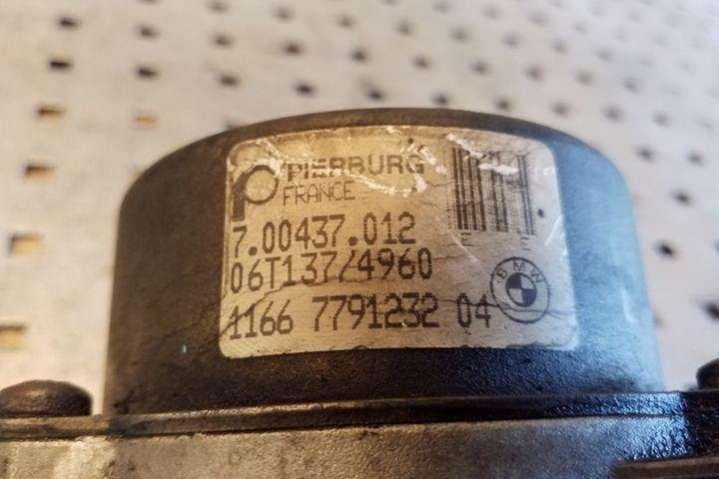 PIERBURG
FRANCE
7.00437.012
06T137/4960
E E
BMW
1166 7791232 04